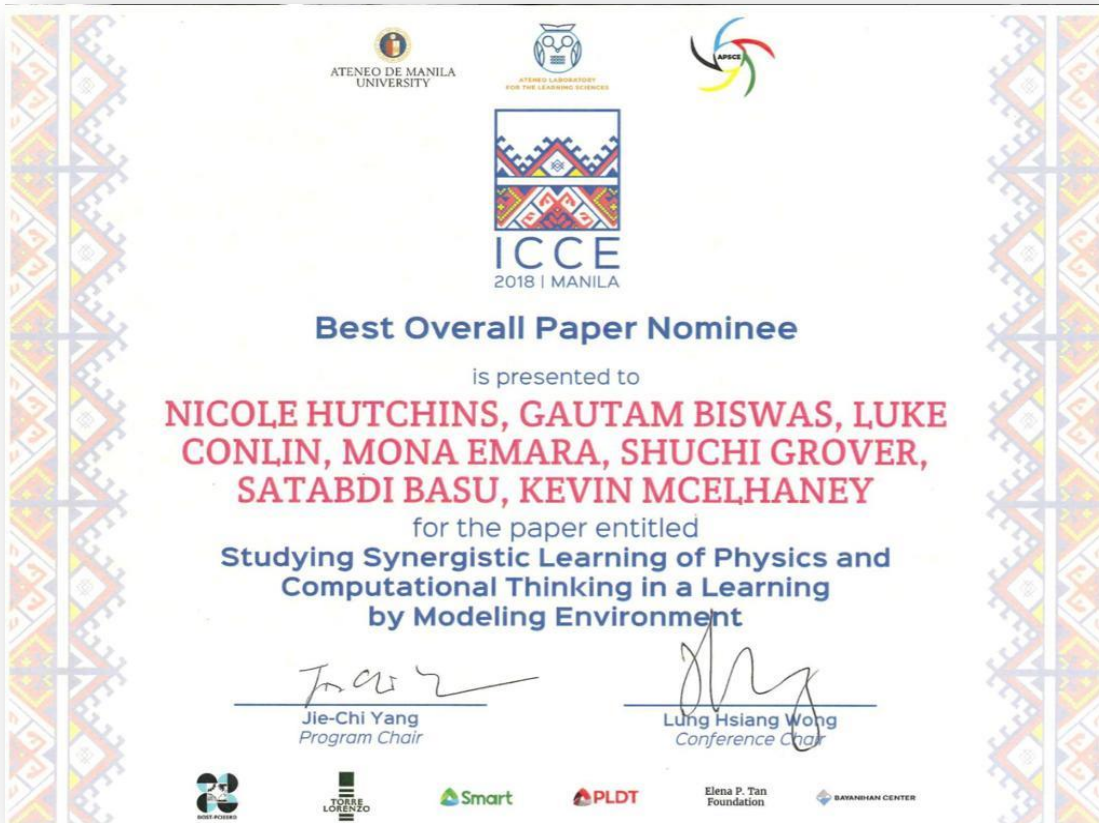 ATENEO DE MANILA
UNIVERSITY
ATENEO LABORATORY
FOR THE LEARNING SCIENCES
APSCE
ICCE
2018 | MANILA
Best Overall Paper Nominee
is presented to
NICOLE HUTCHINS, GAUTAM BISWAS, LUKE
CONLIN, MONA EMARA, SHUCHI GROVER,
SATABDI BASU, KEVIN MCELHANEY
for the paper entitled
Studying Synergistic Learning of Physics and
Computational Thinking in a Learning
by Modeling Environment
Jie-Chi Yang
Program Chair
Lung Hsiang Wong
Conference Chair
DOST-PCIEERD
TORRE
LORENZO
Smart
PLDT
Elena P. Tan
Foundation
BAYANIHAN CENTER